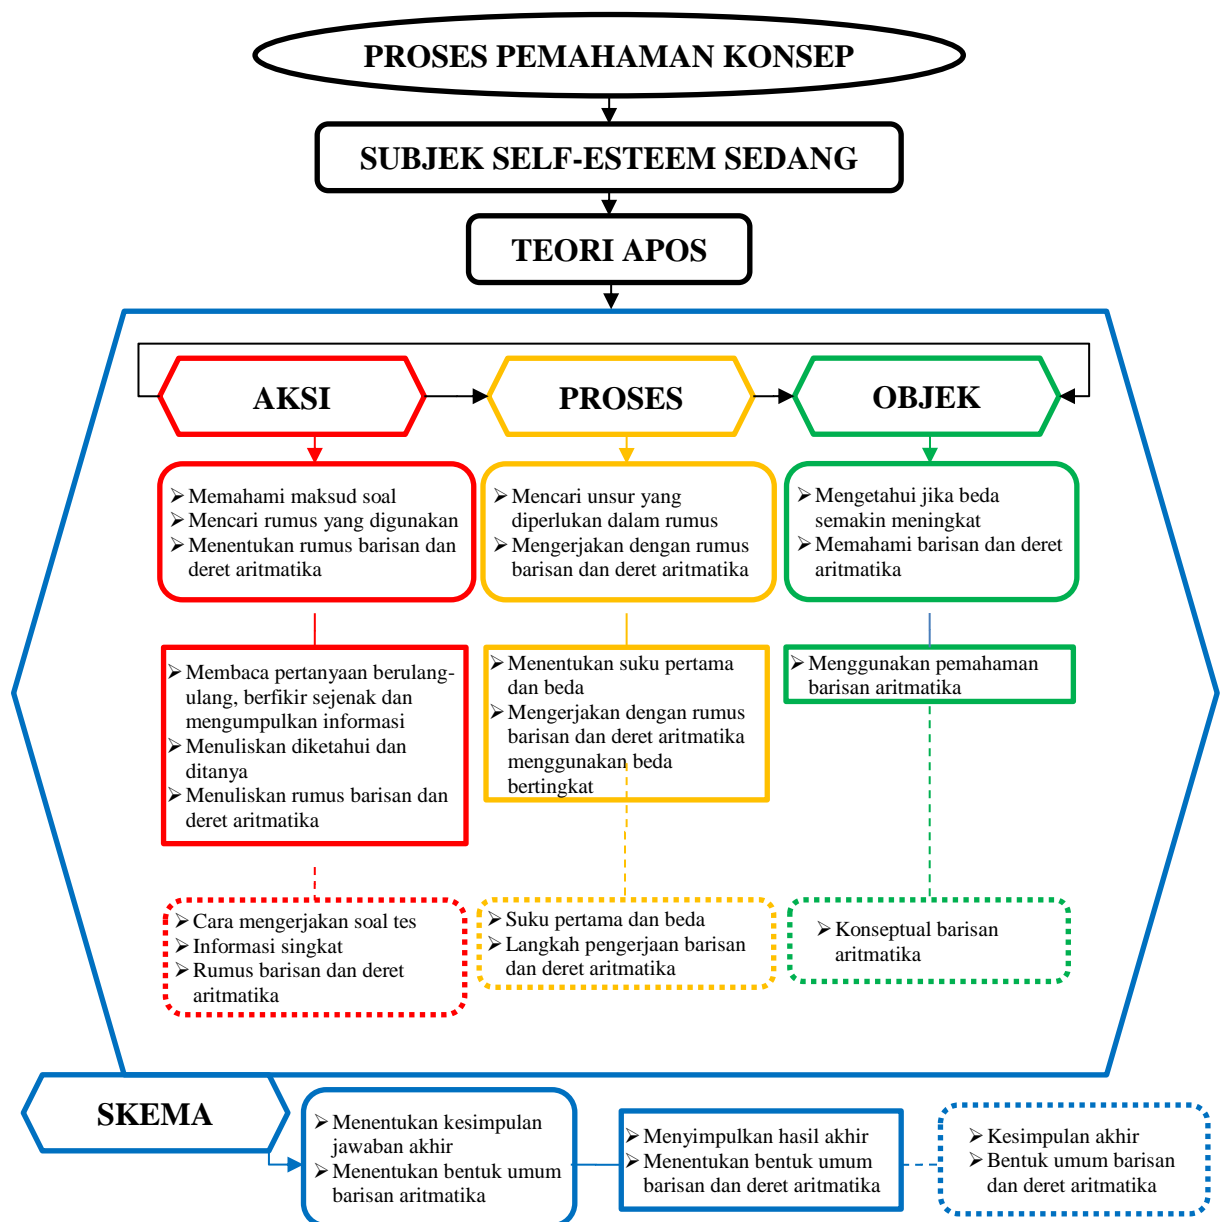 PROSES PEMAHAMAN KONSEP
SUBJEK SELF-ESTEEM SEDANG
TEORI APOS
AKSI
PROSES
OBJEK
➢ Memahami maksud soal
➢ Mencari rumus yang digunakan
➢ Menentukan rumus barisan dan
deret aritmatika
➢ Mencari unsur yang
diperlukan dalam rumus
➢ Mengerjakan dengan rumus
barisan dan deret aritmatika
➢ Mengetahui jika beda
semakin meningkat
➢ Memahami barisan dan deret
aritmatika
➢ Membaca pertanyaan berulang-
ulang, berfikir sejenak dan
mengumpulkan informasi
➢ Menuliskan diketahui dan
ditanya
➢ Menuliskan rumus barisan dan
deret aritmatika
➢ Menentukan suku pertama
dan beda
➢ Mengerjakan dengan rumus
barisan dan deret aritmatika
menggunakan beda
bertingkat
➢ Menggunakan pemahaman
barisan aritmatika
➢ Cara mengerjakan soal tes
➢ Informasi singkat
➢ Rumus barisan dan deret
aritmatika
➢ Suku pertama dan beda
➢ Langkah pengerjaan barisan
dan deret aritmatika
➢ Konseptual barisan
aritmatika
SKEMA
➢ Menentukan kesimpulan
jawaban akhir
➢ Menentukan bentuk umum
barisan aritmatika
➢ Menyimpulkan hasil akhir
➢ Menentukan bentuk umum
barisan dan deret aritmatika
➢ Kesimpulan akhir
➢ Bentuk umum barisan
dan deret aritmatika